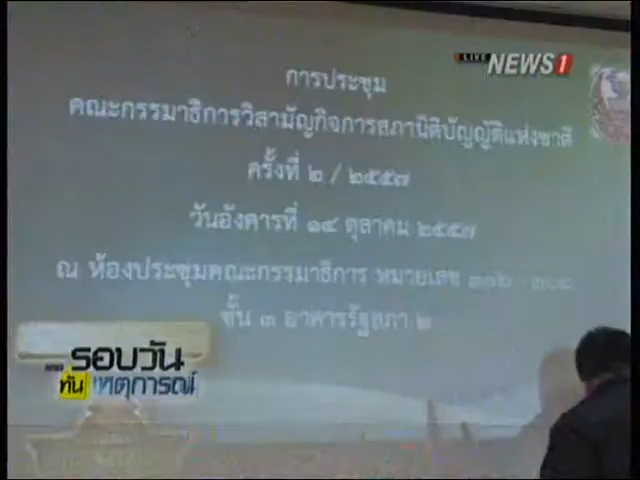 LIVE NEWS1
การประชุม
คณะกรรมาธิการวิสามัญกิจการสภานิติบัญญัติแห่งชาติ
ครั้งที่ ๒ / ๒๕๕๗
วันอังคารที่ ๑๔ ตุลาคม ๒๕๕๗
ณ ห้องประชุมคณะกรรมาธิการ หมายเลข
ชั้น ๓ อาคารรัฐสภา ๒
รอบวัน
ทันเหตุการณ์